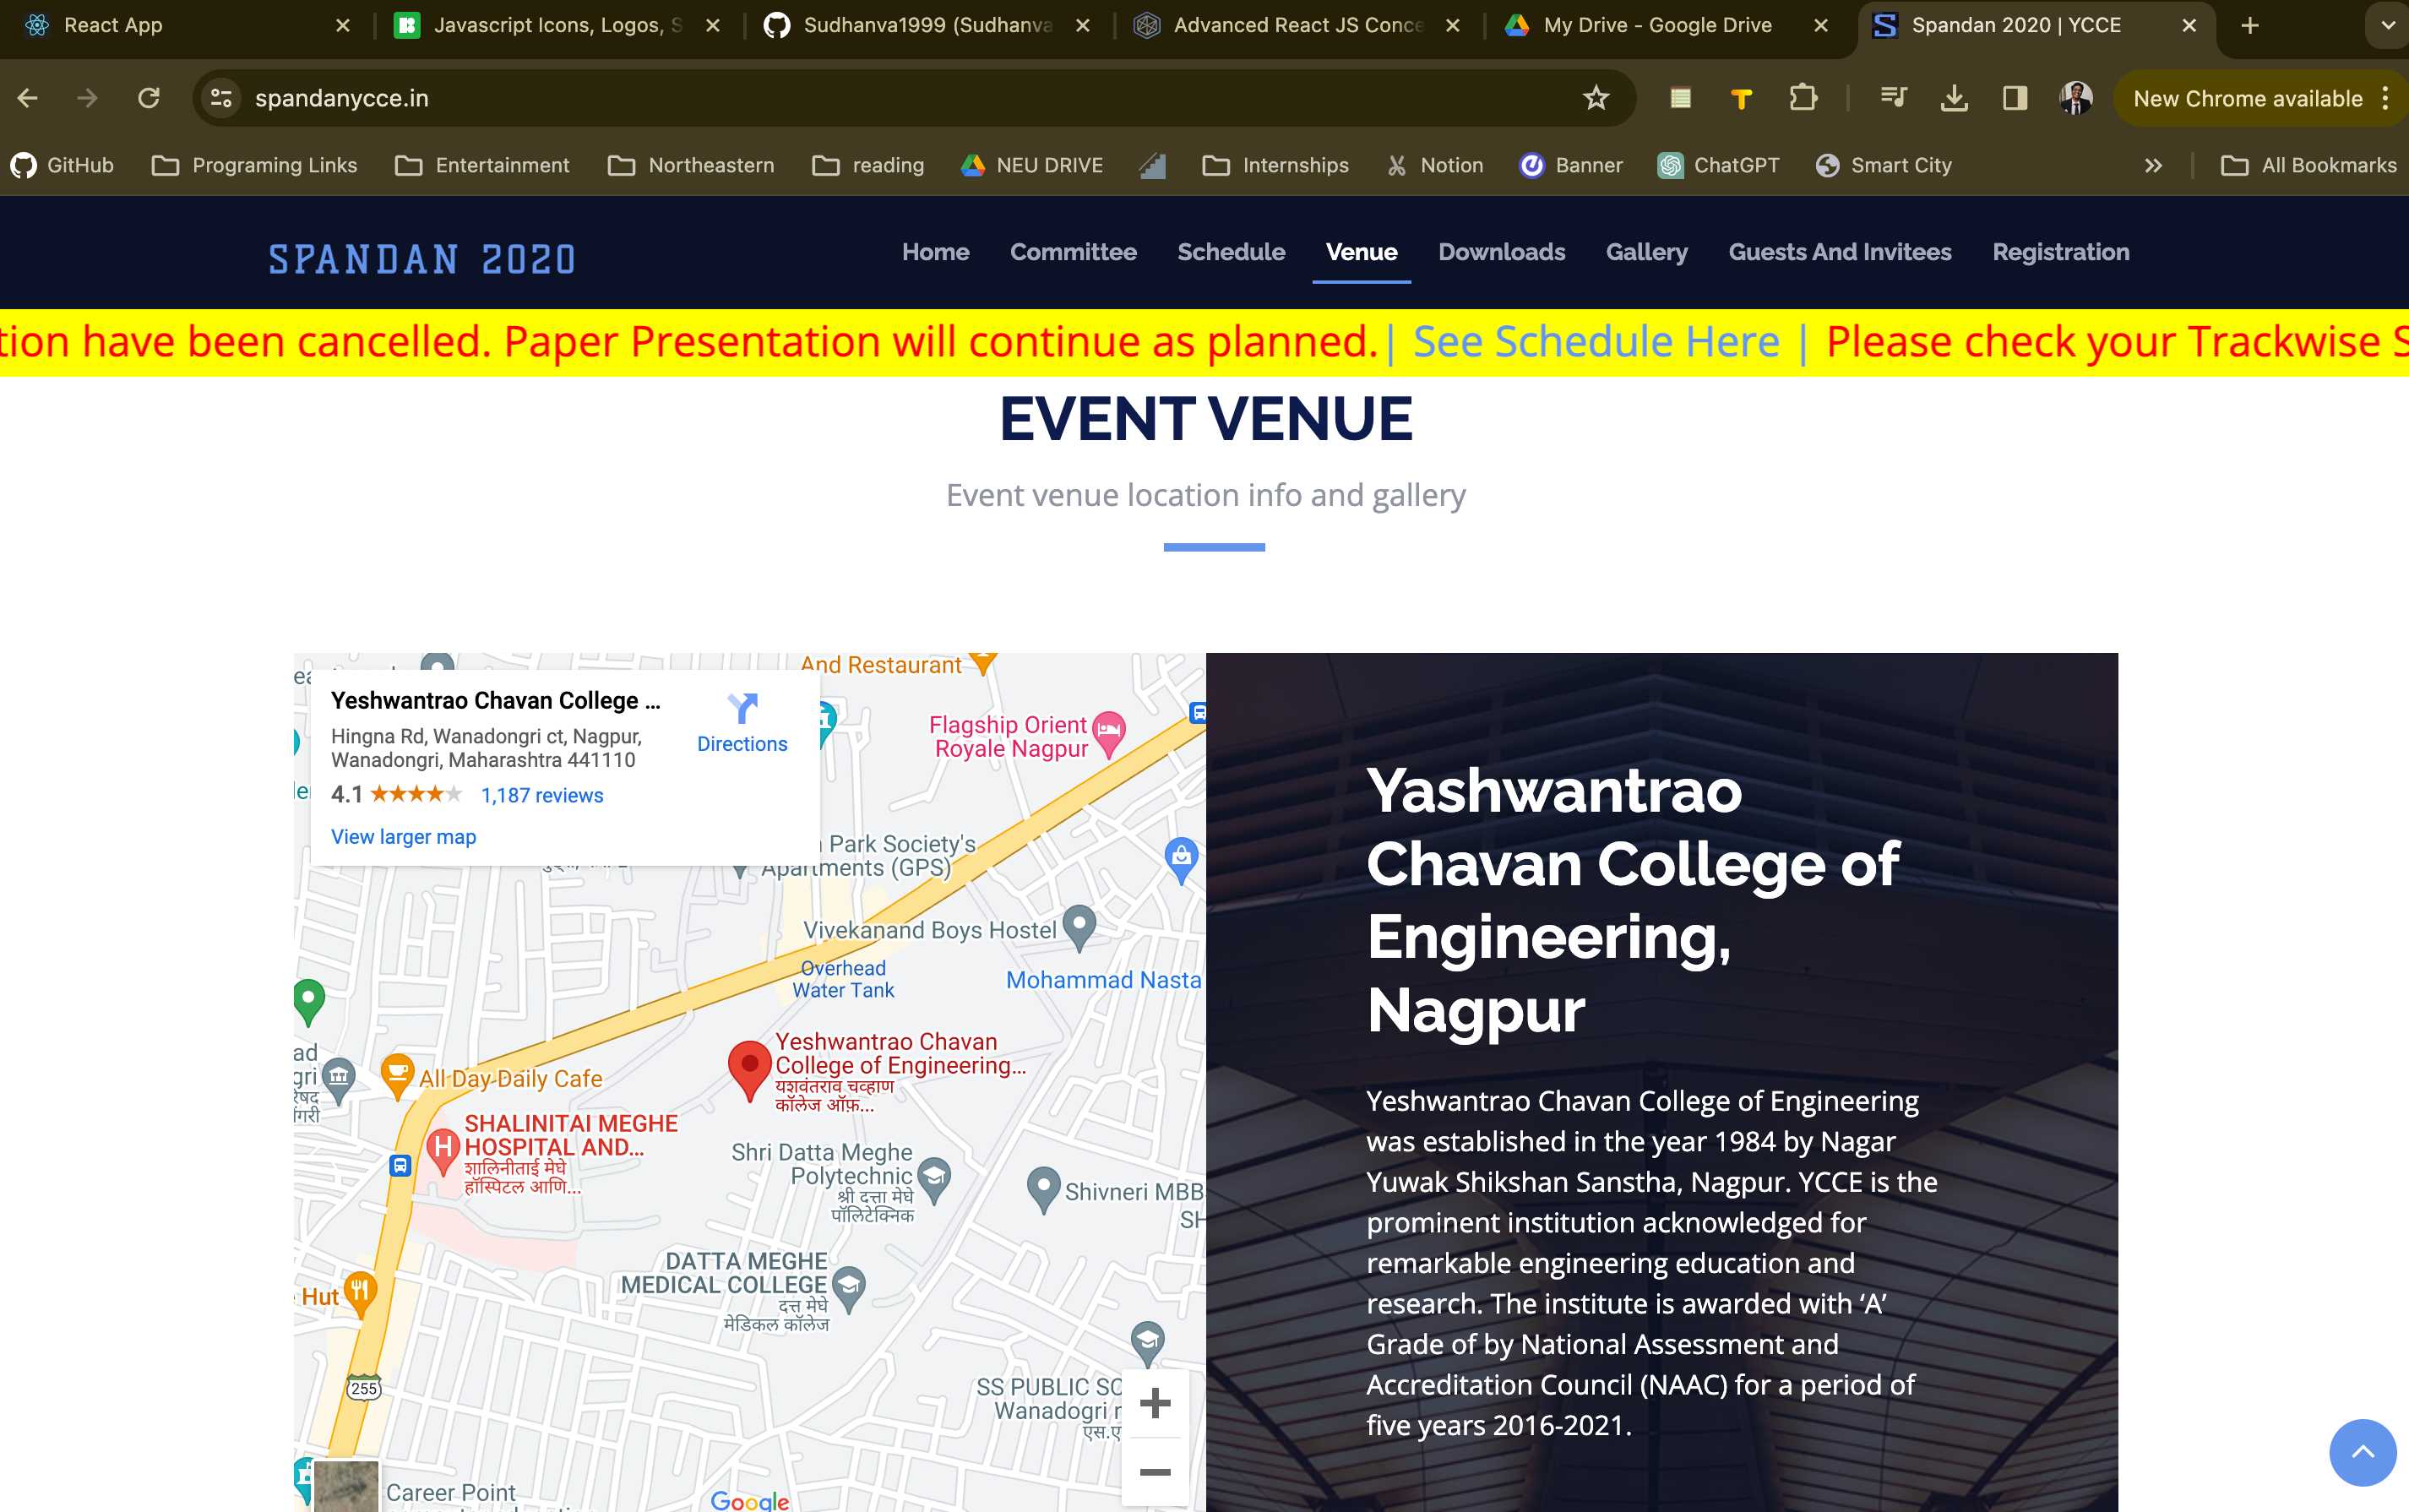 React App
Javascript Icons, Logos, S
Sudhanva1999 (Sudhanva
Advanced React JS Conce
My Drive - Google Drive
Spandan 2020 | YCCE
spandanycce.in
New Chrome available
GitHub
Programing Links
Entertainment
Northeastern
reading
NEU DRIVE
Internships
Notion
Banner
ChatGPT
Smart City
All Bookmarks
SPANDAN 2020
Home
Committee
Schedule
Venue
Downloads
Gallery
Guests And Invitees
Registration
tion have been cancelled. Paper Presentation will continue as planned.| See Schedule Here | Please check your Trackwise S
EVENT VENUE
Event venue location info and gallery
Yeshwantrao Chavan College ...
Hingna Rd, Wanadongri ct, Nagpur,
Wanadongri, Maharashtra 441110
Directions
4.1
1,187 reviews
View larger map
And Restaurant
Flagship Orient
Royale Nagpur
Park Society's
Apartments (GPS)
Vivekanand Boys Hostel
Overhead
Water Tank
Mohammad Nasta
Yeshwantrao Chavan
College of Engineering...
यशवंतराव चव्हाण
कॉलेज ऑफ़...
ad
gri
All Day Daily Cafe
SHALINITAI MEGHE
HOSPITAL AND...
शालिनीताई मेघे
हॉस्पिटल आणि...
Shri Datta Meghe
Polytechnic
श्री दत्ता मेघे
पॉलिटेक्निक
Shivneri MBB
SH
DATTA MEGHE
MEDICAL COLLEGE
दत्त मेघे
मेडिकल कॉलेज
Hut
255
SS PUBLIC SC
Wanadogri r
एस.ए
Career Point
Google
Yashwantrao
Chavan College of
Engineering,
Nagpur
Yeshwantrao Chavan College of Engineering
was established in the year 1984 by Nagar
Yuwak Shikshan Sanstha, Nagpur. YCCE is the
prominent institution acknowledged for
remarkable engineering education and
research. The institute is awarded with ‘A’
Grade of by National Assessment and
Accreditation Council (NAAC) for a period of
five years 2016-2021.